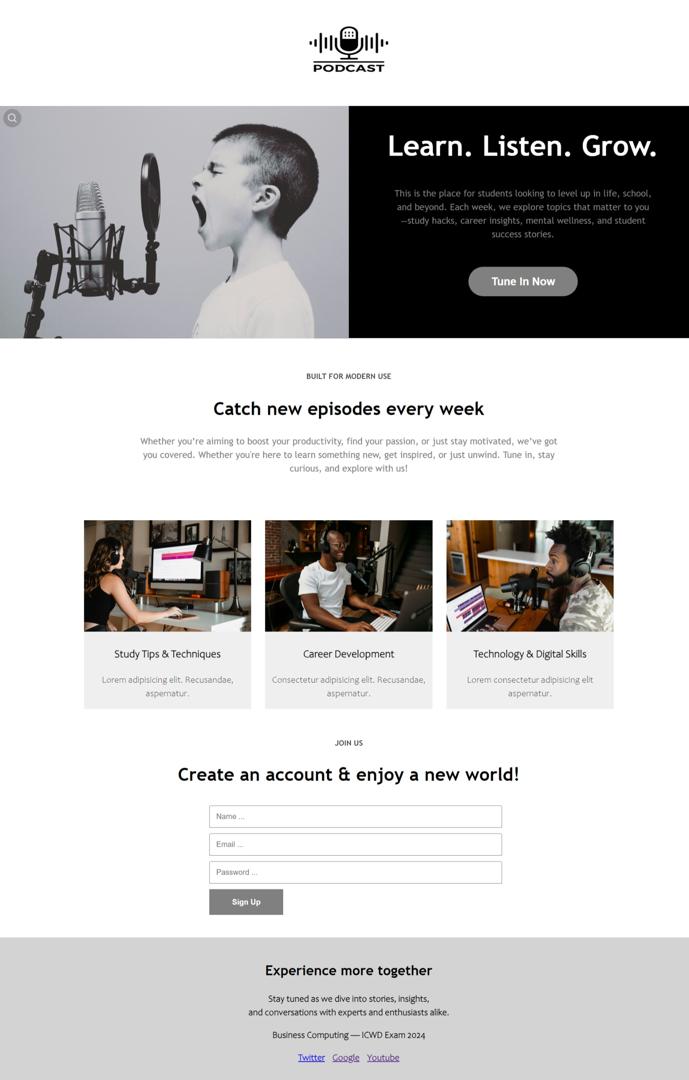 PODCAST
Learn. Listen. Grow.
This is the place for students looking to level up in life, school,
and beyond. Each week, we explore topics that matter to you
—study hacks, career insights, mental wellness, and student
success stories.
Tune In Now
BUILT FOR MODERN USE
Catch new episodes every week
Whether you’re aiming to boost your productivity, find your passion, or just stay motivated, we’ve got
you covered. Whether you're here to learn something new, get inspired, or just unwind. Tune in, stay
curious, and explore with us!
Study Tips & Techniques
Lorem adipisicing elit. Recusandae,
aspernatur.
Career Development
Consectetur adipisicing elit. Recusandae,
aspernatur.
Technology & Digital Skills
Lorem consectetur adipisicing elit
aspernatur.
JOIN US
Create an account & enjoy a new world!
Name ...
Email ...
Password ...
Sign Up
Experience more together
Stay tuned as we dive into stories, insights,
and conversations with experts and enthusiasts alike.
Business Computing — ICWD Exam 2024
Twitter Google Youtube